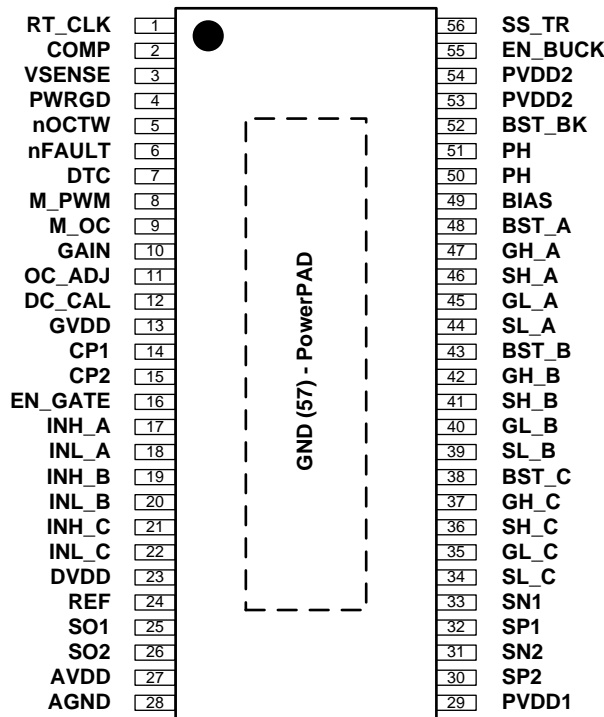 RT_CLK 1 56 SS_TR
COMP 2 55 EN_BUCK
VSENSE 3 54 PVDD2
PWRGD 4 53 PVDD2
nOCTW 5 52 BST_BK
nFAULT 6 51 PH
DTC 7 50 PH
M_PWM 8 49 BIAS
M_OC 9 48 BST_A
GAIN 10 47 GH_A
OC_ADJ 11 46 SH_A
DC_CAL 12 45 GL_A
GVDD 13 44 SL_A
CP1 14 43 BST_B
CP2 15 42 GH_B
EN_GATE 16 41 SH_B
INH_A 17 40 GL_B
INL_A 18 39 SL_B
INH_B 19 38 BST_C
INL_B 20 37 GH_C
INH_C 21 36 SH_C
INL_C 22 35 GL_C
DVDD 23 34 SL_C
REF 24 33 SN1
SO1 25 32 SP1
SO2 26 31 SN2
AVDD 27 30 SP2
AGND 28 29 PVDD1
GND (57) - PowerPAD